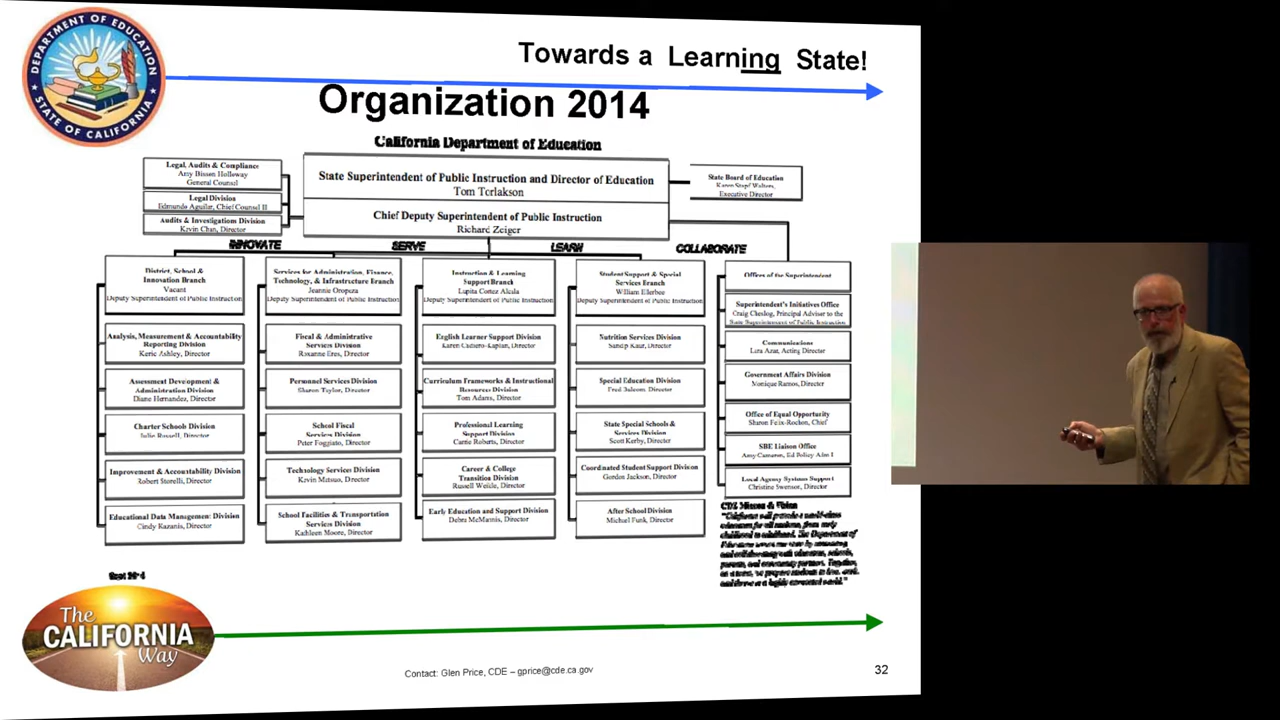 DEPARTMENT OF EDUCATION
STATE OF CALIFORNIA
Towards a Learning State!
Organization 2014
California Department of Education
Legal, Audits & Compliance
Amy Bisson Holloway
General Counsel
Legal Division
Edmundo Aguilar, Chief Counsel II
Audits & Investigations Division
Kevin Chan, Director
State Superintendent of Public Instruction and Director of Education
Tom Torlakson
Chief Deputy Superintendent of Public Instruction
Richard Zeiger
State Board of Education
Karen Walters,
Executive Director
INNOVATE SERVE LEARN COLLABORATE
District, School &
Innovation Branch
Vacant
Deputy Superintendent of Public Instruction
Analysis, Measurement & Accountability
Reporting Division
Keric Ashley, Director
Assessment Development &
Administration Division
Diane Hernandez, Director
Charter Schools Division
Julie Russell, Director
Improvement & Accountability Division
Robert Storelli, Director
Educational Data Management Division
Cindy Kazanis, Director
Services for Administration, Finance,
Technology, & Infrastructure Branch
Jeannie Oropeza
Deputy Superintendent of Public Instruction
Fiscal & Administrative
Services Division
Roxanne Eres, Director
Personnel Services Division
Sharon Taylor, Director
School Fiscal
Services Division
Peter Foggiato, Director
Technology Services Division
Kevin Matsuo, Director
School Facilities & Transportation
Services Division
Kathleen Moore, Director
Instruction & Learning
Support Branch
Lupita Cortez Alcala
Deputy Superintendent of Public Instruction
English Learner Support Division
Karen Cadiero-Kaplan, Director
Curriculum Frameworks & Instructional
Resources Division
Tom Adams, Director
Professional Learning
Support Division
Carrie Roberts, Director
Career & College
Transition Division
Russell Weikle, Director
Early Education and Support Division
Debra McMannis, Director
Student Support & Special
Services Branch
William Ellerbee
Deputy Superintendent of Public Instruction
Nutrition Services Division
Sandip Kaur, Director
Special Education Division
Fred Balcom, Director
State Special Schools &
Services Division
Scott Kerby, Director
Coordinated Student Support Division
Gordon Jackson, Director
After School Division
Michael Funk, Director
Offices of the Superintendent
Superintendent's Initiatives Office
Craig Cheslog, Principal Adviser to the
State Superintendent of Public Instruction
Communications
Lara Azar, Acting Director
Government Affairs Division
Monique Ramos, Director
Office of Equal Opportunity
Sharon Felix-Rochon, Chief
SBE Liaison Office
Amy Cameron, Ed Policy Adm I
Local Agency Systems Support
Christine Swenson, Director
CDE Mission & Vision
The
CALIFORNIA
Way
Contact: Glen Price, CDE – gprice@cde.ca.gov
32